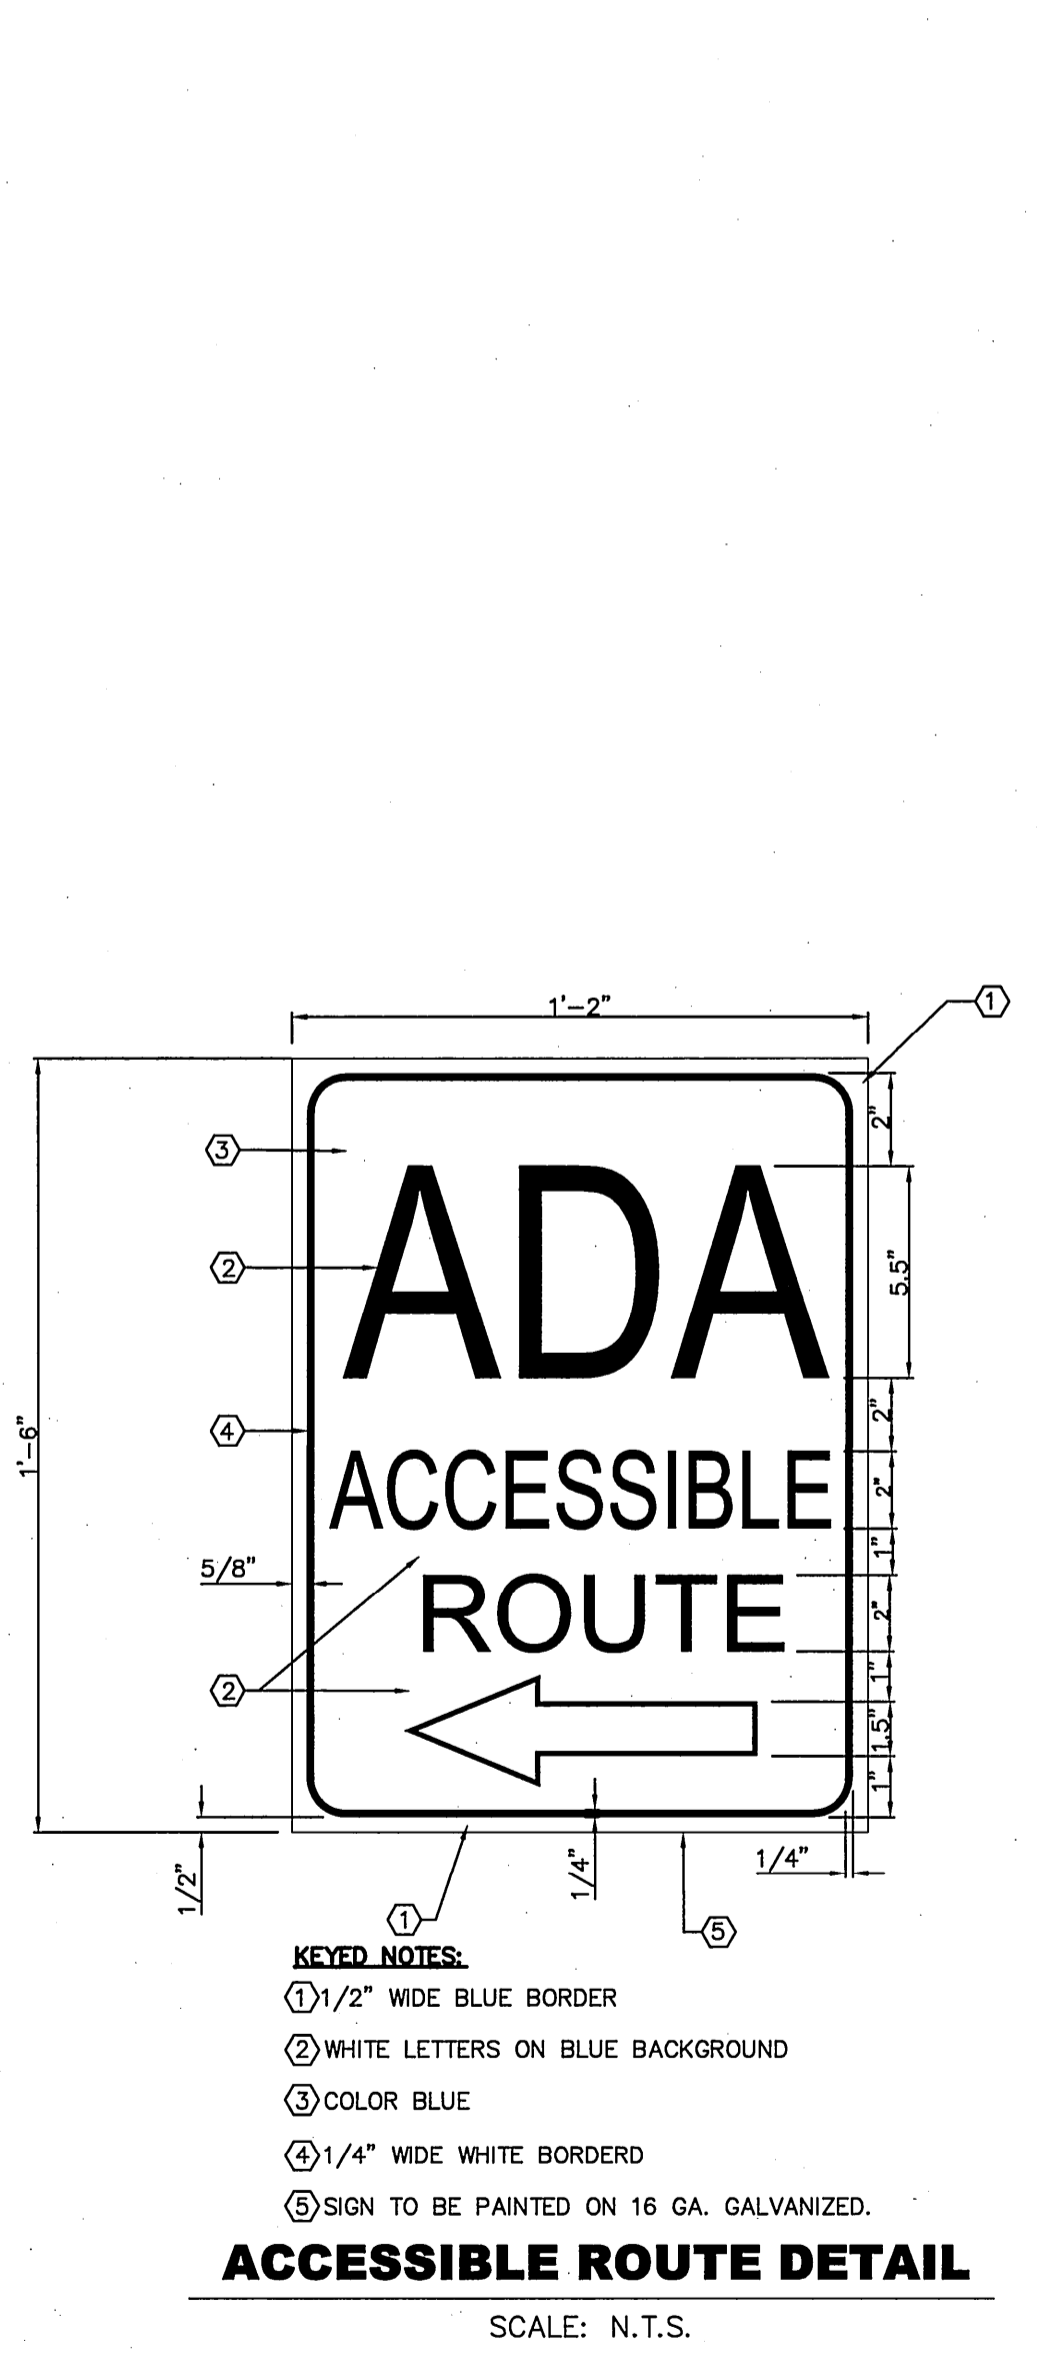 1'-2"
1
2"
3
ADA
5.5"
2
2"
4
1'-6"
ACCESSIBLE
2"
1"
5/8"
ROUTE
2"
2
1"
1.5"
1"
1/2"
1/4"
1/4"
1
5
KEYED NOTES:
1 1/2" WIDE BLUE BORDER
2 WHITE LETTERS ON BLUE BACKGROUND
3 COLOR BLUE
4 1/4" WIDE WHITE BORDERD
5 SIGN TO BE PAINTED ON 16 GA. GALVANIZED.
ACCESSIBLE ROUTE DETAIL
SCALE: N.T.S.